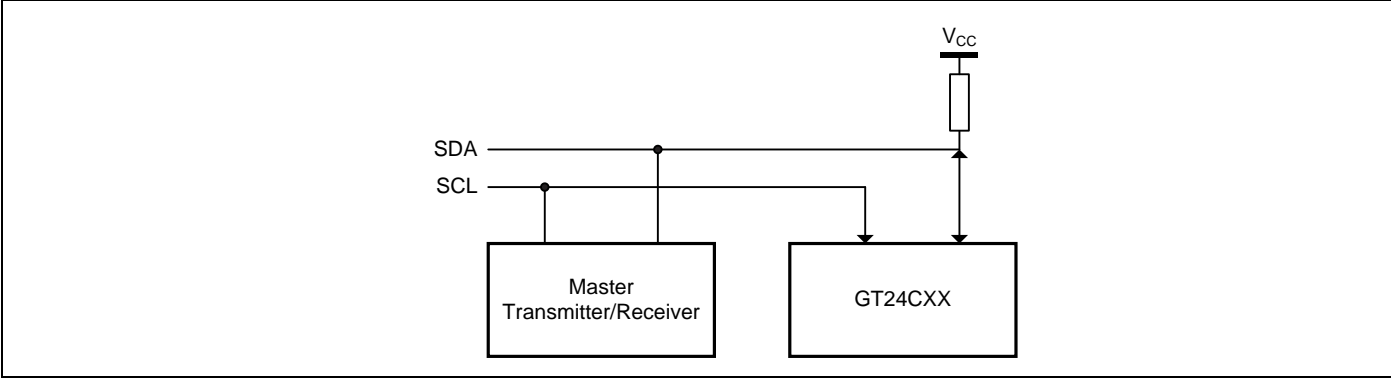 VCC
SDA
SCL
Master
Transmitter/Receiver
GT24CXX